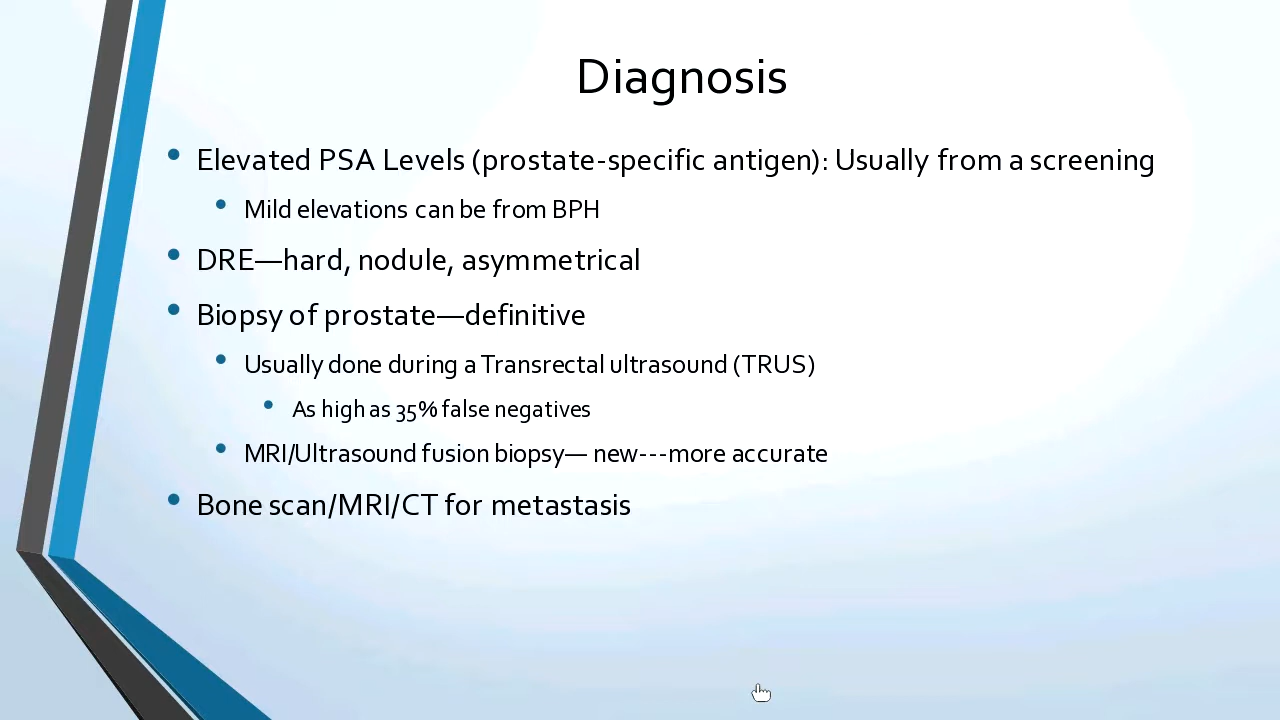 Diagnosis
• Elevated PSA Levels (prostate-specific antigen): Usually from a screening
• Mild elevations can be from BPH
• DRE—hard, nodule, asymmetrical
• Biopsy of prostate—definitive
• Usually done during a Transrectal ultrasound (TRUS)
• As high as 35% false negatives
• MRI/Ultrasound fusion biopsy— new---more accurate
• Bone scan/MRI/CT for metastasis